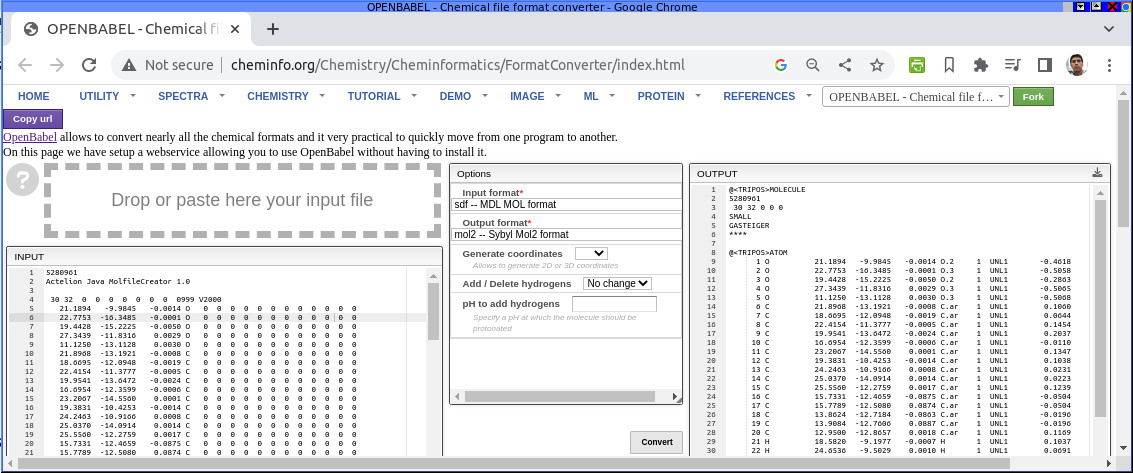 OPENBABEL - Chemical file format converter - Google Chrome
OPENBABEL - Chemical fi
Not secure | cheminfo.org/Chemistry/Cheminformatics/FormatConverter/index.html
HOME UTILITY SPECTRA CHEMISTRY TUTORIAL DEMO IMAGE ML PROTEIN REFERENCES OPENBABEL - Chemical file f... Fork
Copy url
OpenBabel allows to convert nearly all the chemical formats and it very practical to quickly move from one program to another.
On this page we have setup a webservice allowing you to use OpenBabel without having to install it.
?
Drop or paste here your input file
INPUT
1 5280961
2 Actelion Java MolfileCreator 1.0
3
4 30 32 0 0 0 0 0 0 0 0999 V2000
5 21.1894 -9.9845 -0.0014 O 0 0 0 0 0 0 0 0 0 0 0 0
6 22.7753 -16.3485 -0.0001 O 0 0 0 0 0 0 0 0 0 0 0 0
7 19.4428 -15.2225 -0.0050 O 0 0 0 0 0 0 0 0 0 0 0 0
8 27.3439 -11.8316 0.0029 O 0 0 0 0 0 0 0 0 0 0 0 0
9 11.1250 -13.1128 0.0030 O 0 0 0 0 0 0 0 0 0 0 0 0
10 21.8968 -13.1921 -0.0008 C 0 0 0 0 0 0 0 0 0 0 0 0
11 18.6695 -12.0948 -0.0019 C 0 0 0 0 0 0 0 0 0 0 0 0
12 22.4154 -11.3777 -0.0005 C 0 0 0 0 0 0 0 0 0 0 0 0
13 19.9541 -13.6472 -0.0024 C 0 0 0 0 0 0 0 0 0 0 0 0
14 16.6954 -12.3599 -0.0006 C 0 0 0 0 0 0 0 0 0 0 0 0
15 23.2067 -14.5560 0.0001 C 0 0 0 0 0 0 0 0 0 0 0 0
16 19.3831 -10.4253 -0.0014 C 0 0 0 0 0 0 0 0 0 0 0 0
17 24.2463 -10.9166 0.0008 C 0 0 0 0 0 0 0 0 0 0 0 0
18 25.0370 -14.0914 0.0014 C 0 0 0 0 0 0 0 0 0 0 0 0
19 25.5560 -12.2759 0.0017 C 0 0 0 0 0 0 0 0 0 0 0 0
20 15.7331 -12.4659 -0.0875 C 0 0 0 0 0 0 0 0 0 0 0 0
21 15.7789 -12.5080 0.0874 C 0 0 0 0 0 0 0 0 0 0 0 0
Options
Input format*
sdf -- MDL MOL format
Output format*
mol2 -- Sybyl Mol2 format
Generate coordinates
Allows to generate 2D or 3D coordinates
Add / Delete hydrogens No change
pH to add hydrogens
Specify a pH at which the molecule should be
protonated
Convert
OUTPUT
1 @<TRIPOS>MOLECULE
2 5280961
3 30 32 0 0 0
4 SMALL
5 GASTEIGER
6 ****
7
8 @<TRIPOS>ATOM
9 1 O 21.1894 -9.9845 -0.0014 O.2 1 UNL1 -0.4618
10 2 O 22.7753 -16.3485 -0.0001 O.3 1 UNL1 -0.5058
11 3 O 19.4428 -15.2225 -0.0050 O.2 1 UNL1 -0.2863
12 4 O 27.3439 -11.8316 0.0029 O.3 1 UNL1 -0.5065
13 5 O 11.1250 -13.1128 0.0030 O.3 1 UNL1 -0.5068
14 6 C 21.8968 -13.1921 -0.0008 C.ar 1 UNL1 0.1060
15 7 C 18.6695 -12.0948 -0.0019 C.ar 1 UNL1 0.0644
16 8 C 22.4154 -11.3777 -0.0005 C.ar 1 UNL1 0.1454
17 9 C 19.9541 -13.6472 -0.0024 C.ar 1 UNL1 0.2037
18 10 C 16.6954 -12.3599 -0.0006 C.ar 1 UNL1 -0.0110
19 11 C 23.2067 -14.5560 0.0001 C.ar 1 UNL1 0.1347
20 12 C 19.3831 -10.4253 -0.0014 C.ar 1 UNL1 0.1038
21 13 C 24.2463 -10.9166 0.0008 C.ar 1 UNL1 0.0231
22 14 C 25.0370 -14.0914 0.0014 C.ar 1 UNL1 0.0223
23 15 C 25.5560 -12.2759 0.0017 C.ar 1 UNL1 0.1239
24 16 C 15.7331 -12.4659 -0.0875 C.ar 1 UNL1 -0.0504
25 17 C 15.7789 -12.5080 0.0874 C.ar 1 UNL1 -0.0504
26 18 C 13.8624 -12.7184 -0.0863 C.ar 1 UNL1 -0.0196
27 19 C 13.9084 -12.7606 0.0887 C.ar 1 UNL1 -0.0196
28 20 C 12.9500 -12.8657 0.0018 C.ar 1 UNL1 0.1169
29 21 H 18.5820 -9.1977 -0.0007 H 1 UNL1 0.1037
30 22 H 24.6536 -9.5029 0.0010 H 1 UNL1 0.0691